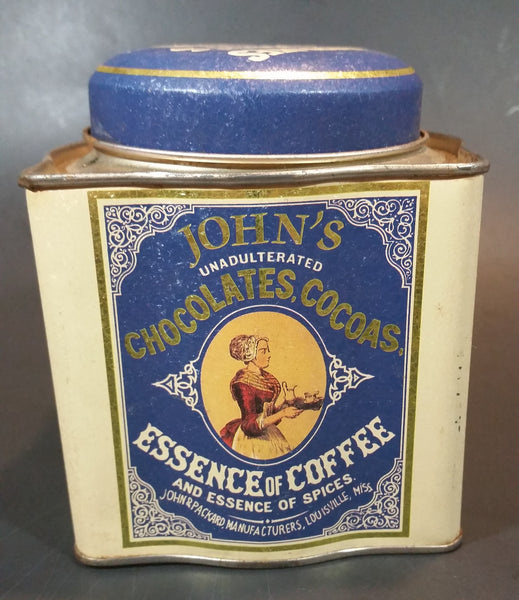 JOHN'S
UNADULTERATED
CHOCOLATES, COCOAS,
ESSENCE OF COFFEE
AND ESSENCE OF SPICES.
JOHN & PACKARD MANUFACTURERS, LOUISVILLE, MISS